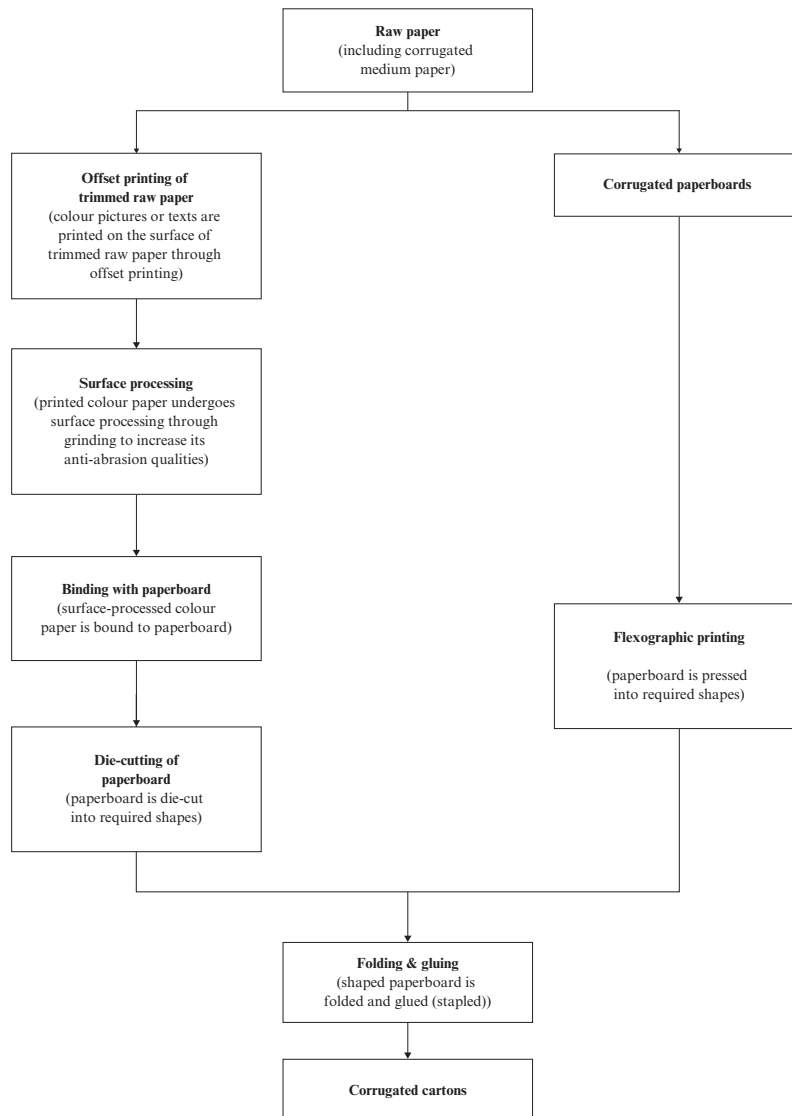 Raw paper
(including corrugated
medium paper)
Offset printing of
trimmed raw paper
(colour pictures or texts are
printed on the surface of
trimmed raw paper through
offset printing)
Corrugated paperboards
Surface processing
(printed colour paper undergoes
surface processing through
grinding to increase its
anti-abrasion qualities)
Binding with paperboard
(surface-processed colour
paper is bound to paperboard)
Flexographic printing
(paperboard is pressed
into required shapes)
Die-cutting of
paperboard
(paperboard is die-cut
into required shapes)
Folding & gluing
(shaped paperboard is
folded and glued (stapled))
Corrugated cartons